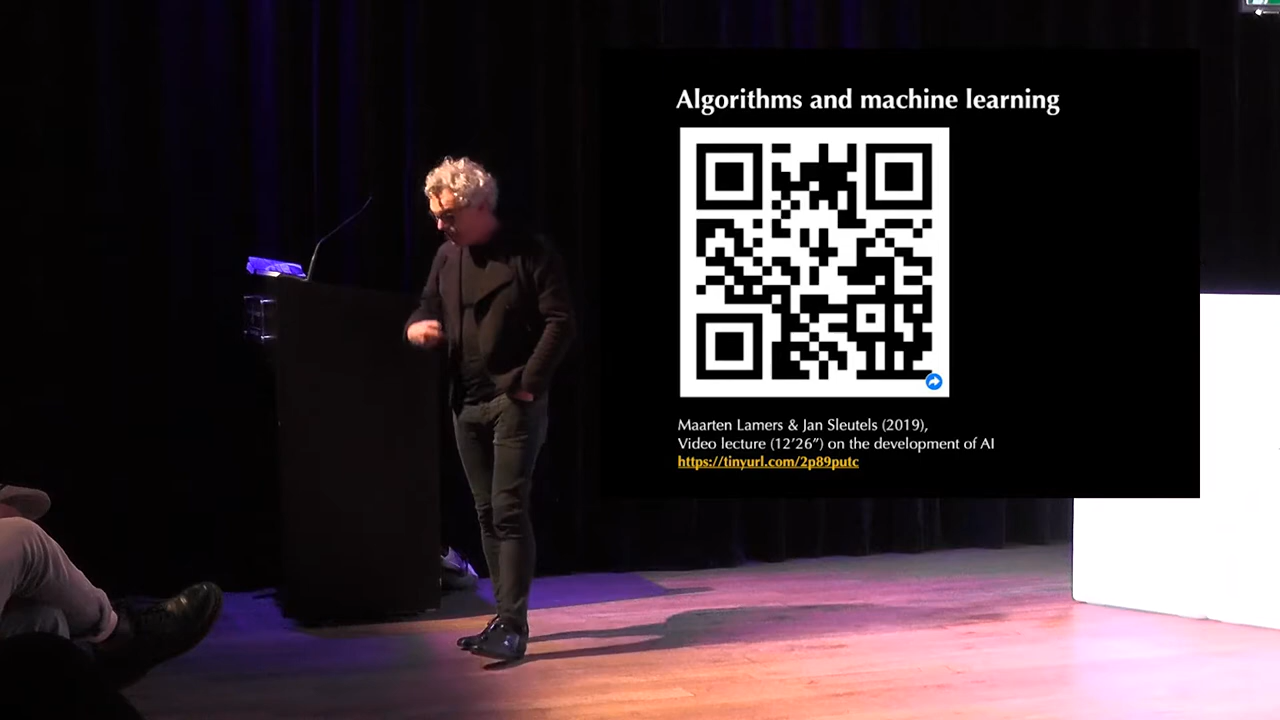 Algorithms and machine learning
Maarten Lamers & Jan Sleutels (2019),
Video lecture (12’26”) on the development of AI
https://tinyurl.com/2p89putc